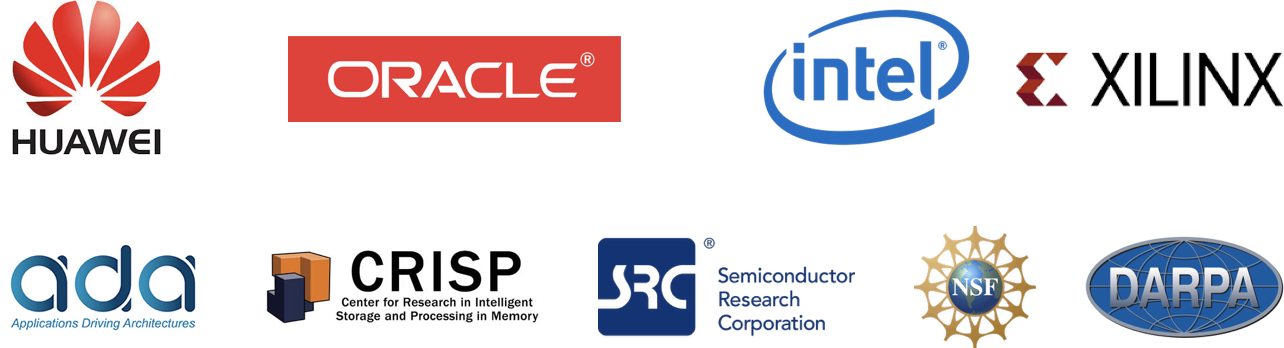 HUAWEI
ORACLE®
intel®
XILINX
ada
Applications Driving Architectures
CRISP
Center for Research in Intelligent
Storage and Processing in Memory
SRC®
Semiconductor
Research
Corporation
NSF
DARPA